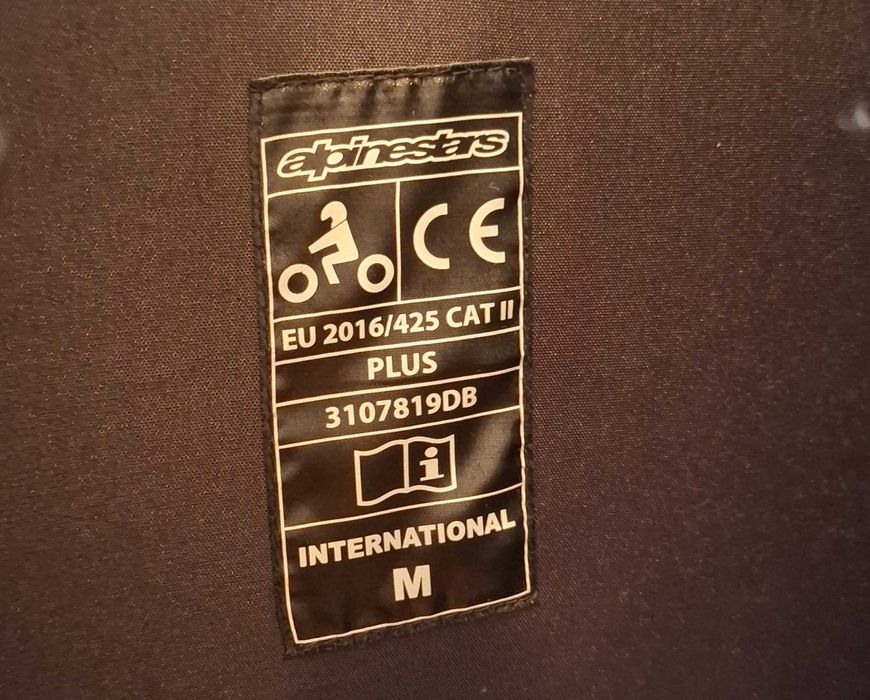 alpinestars
CE
EU 2016/425 CAT II
PLUS
3107819DB
i
INTERNATIONAL
M